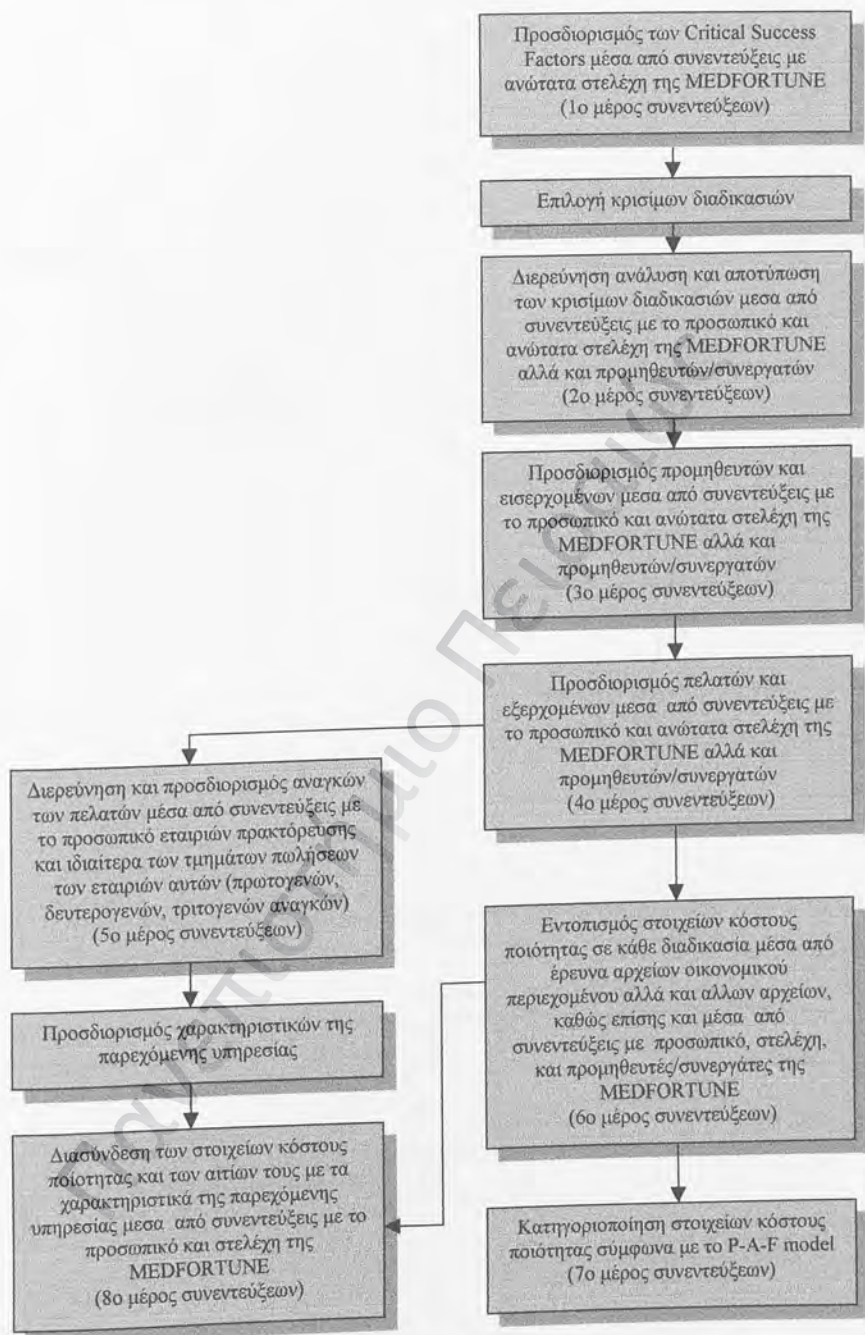 Προσδιορισμός των Critical Success
Factors μέσα από συνεντεύξεις με
ανώτατα στελέχη της MEDFORTUNE
(1ο μέρος συνεντεύξεων)
Επιλογή κρισίμων διαδικασιών
Διερεύνηση ανάλυση και αποτύπωση
των κρισίμων διαδικασιών μεσα από
συνεντεύξεις με το προσωπικό και
ανώτατα στελέχη της MEDFORTUNE
αλλά και προμηθευτών/συνεργατών
(2ο μέρος συνεντεύξεων)
Προσδιορισμός προμηθευτών και
εισερχομένων μεσα από συνεντεύξεις με
το προσωπικό και ανώτατα στελέχη της
MEDFORTUNE αλλά και
προμηθευτών/συνεργατών
(3ο μέρος συνεντεύξεων)
Προσδιορισμός πελατών και
εξερχομένων μεσα από συνεντεύξεις με
το προσωπικό και ανώτατα στελέχη της
MEDFORTUNE αλλά και
προμηθευτών/συνεργατών
(4ο μέρος συνεντεύξεων)
Διερεύνηση και προσδιορισμός αναγκών
των πελατών μέσα από συνεντεύξεις με
το προσωπικό εταιριών πρακτόρευσης
και ιδιαίτερα των τμημάτων πωλήσεων
των εταιριών αυτών (πρωτογενών,
δευτερογενών, τριτογενών αναγκών)
(5ο μέρος συνεντεύξεων)
Προσδιορισμός χαρακτηριστικών της
παρεχόμενης υπηρεσίας
Διασύνδεση των στοιχείων κόστους
ποίοτητας και των αιτίων τους με τα
χαρακτηριστικά της παρεχόμενης
υπηρεσίας μεσα από συνεντεύξεις με το
προσωπικό και στελέχη της
MEDFORTUNE
(8ο μέρος συνεντεύξεων)
Εντοπισμός στοιχείων κόστους
ποιότητας σε κάθε διαδικασία μέσα από
έρευνα αρχείων οικονομικού
περιεχομένου αλλά και αλλων αρχείων,
καθώς επίσης και μέσα από
συνεντεύξεις με προσωπικό, στελέχη,
και προμηθευτές/συνεργάτες της
MEDFORTUNE
(6ο μέρος συνεντεύξεων)
Κατηγοριοποίηση στοιχείων κόστους
ποιότητας σύμφωνα με το P-A-F model
(7ο μέρος συνεντεύξεων)
Πανεπιστήμιο Πειραιώς